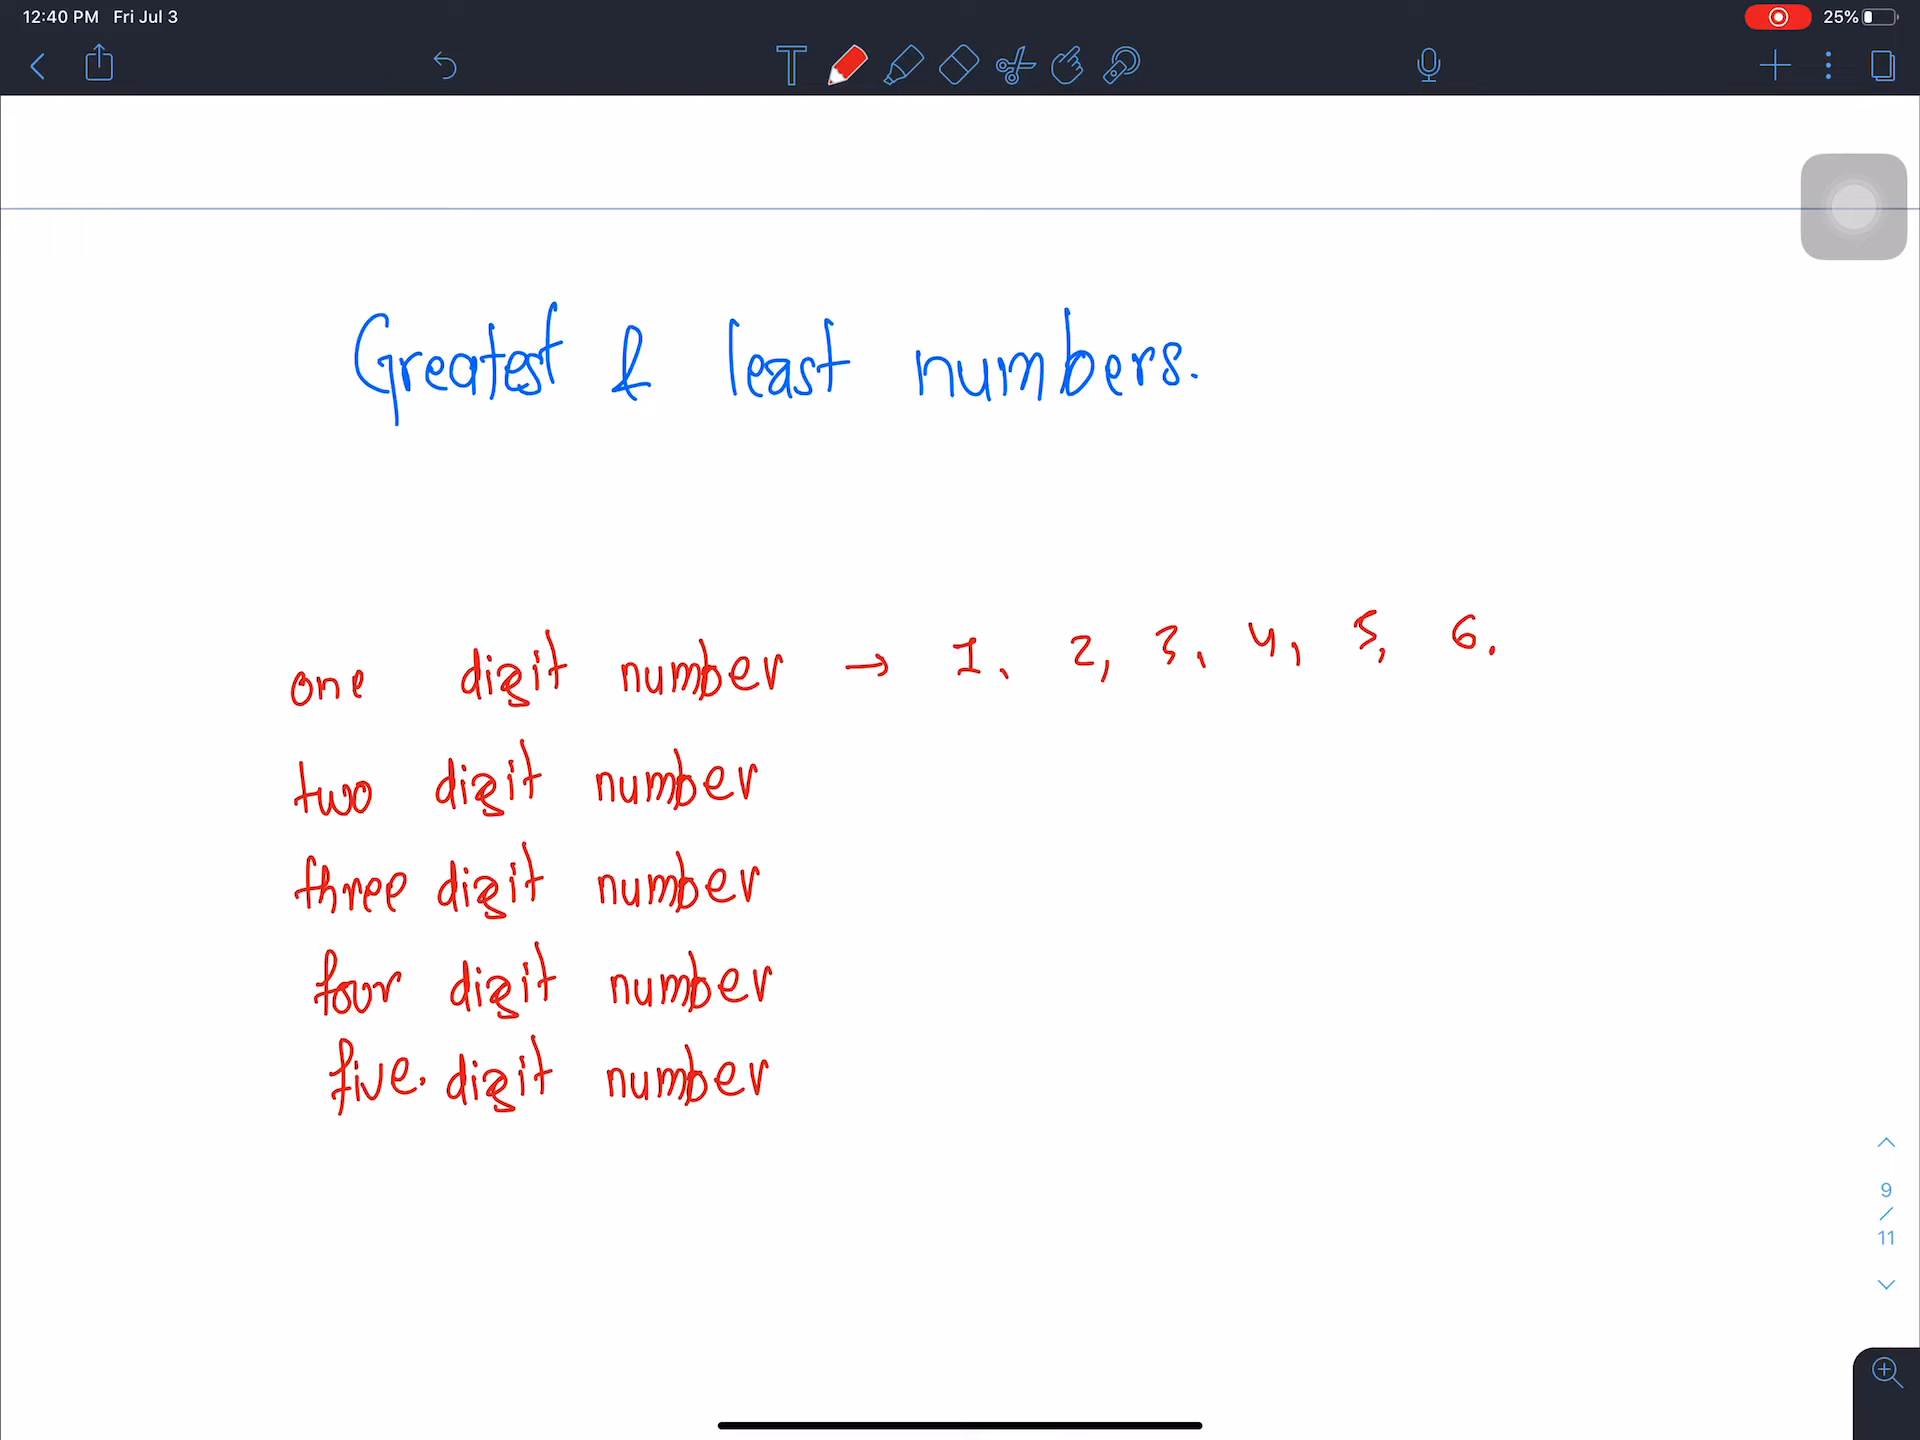 12:40 PM Fri Jul 3
25%
Greatest & least numbers.
one digit number → 1, 2, 3, 4, 5, 6.
two digit number
three digit number
four digit number
five. digit number
9
/
11